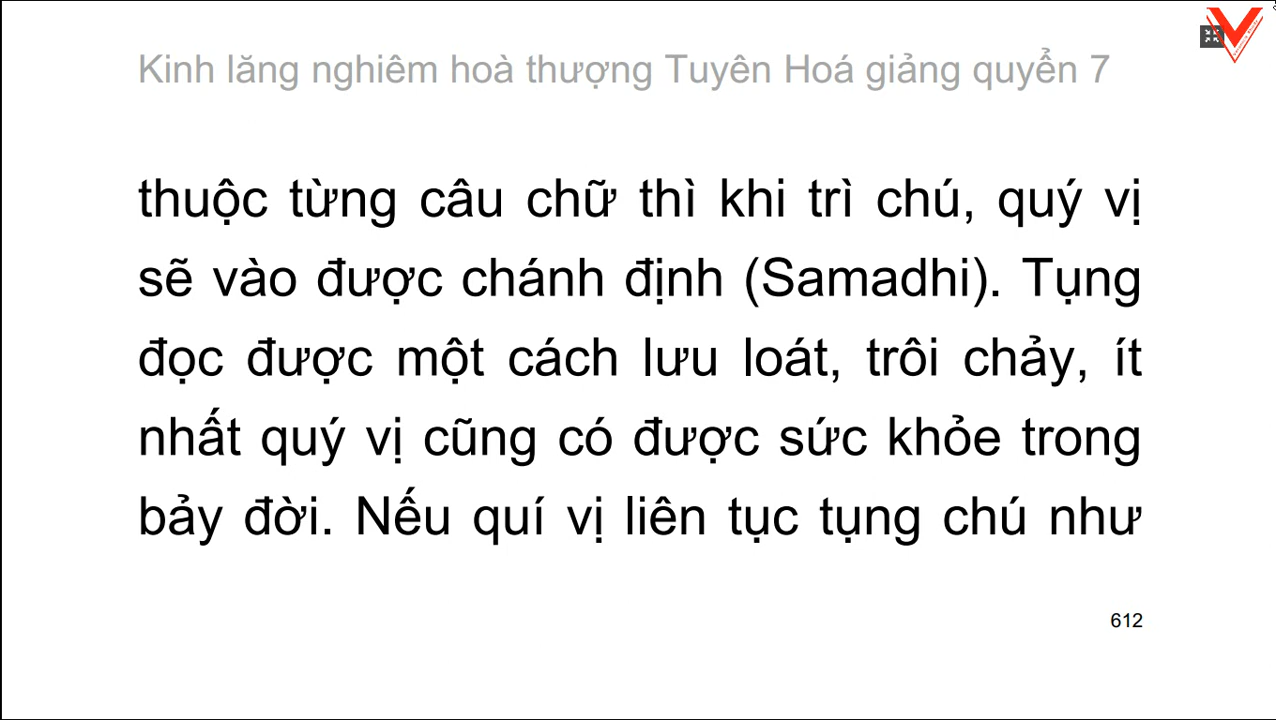 Kinh lăng nghiêm hoà thượng Tuyên Hoá giảng quyển 7
thuộc từng câu chữ thì khi trì chú, quý vị
sẽ vào được chánh định (Samadhi). Tụng
đọc được một cách lưu loát, trôi chảy, ít
nhất quý vị cũng có được sức khỏe trong
bảy đời. Nếu quí vị liên tục tụng chú như
612